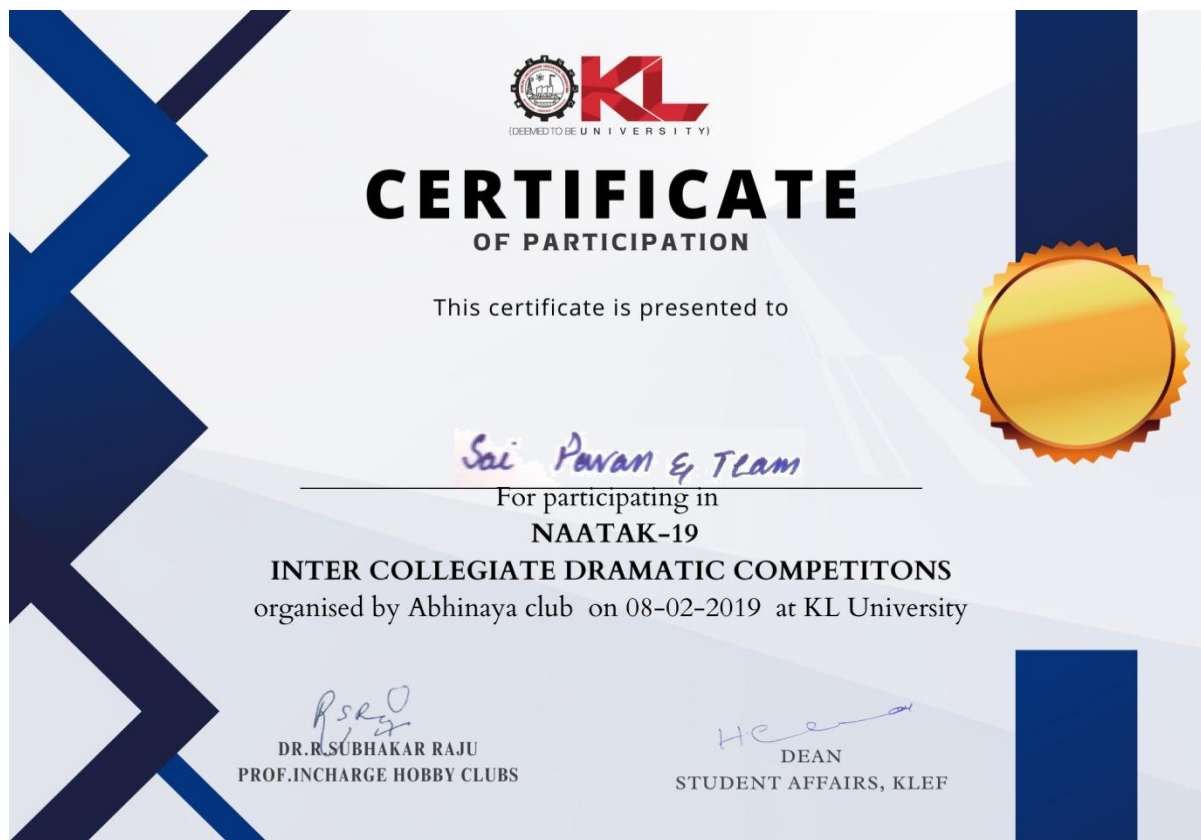 KL
(DEEMED TO BE UNIVERSITY)
CERTIFICATE
OF PARTICIPATION
This certificate is presented to
Sai Pavan & Team
For participating in
NAATAK-19
INTER COLLEGIATE DRAMATIC COMPETITONS
organised by Abhinaya club on 08-02-2019 at KL University
DR.R.SUBHAKAR RAJU
PROF.INCHARGE HOBBY CLUBS
DEAN
STUDENT AFFAIRS, KLEF